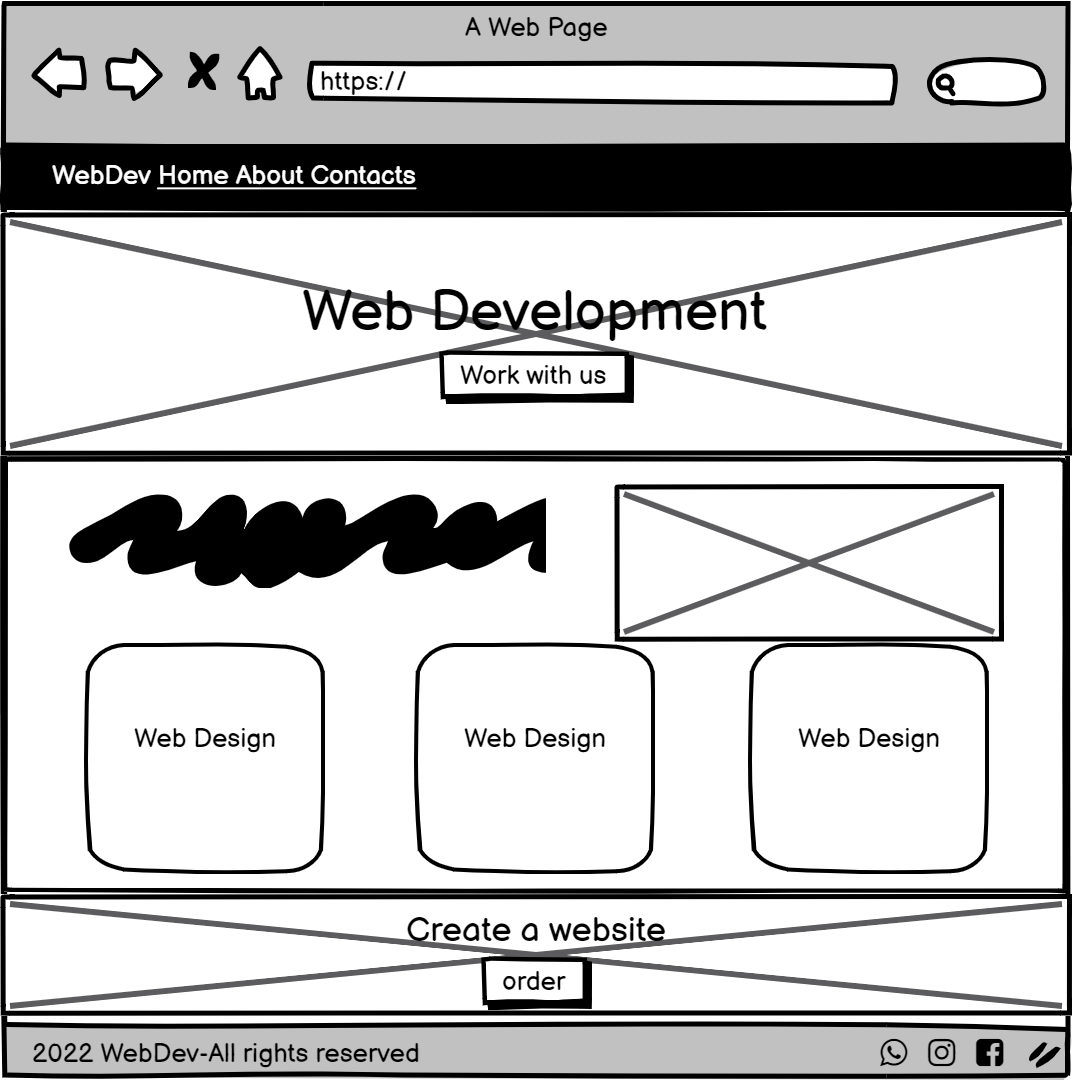 A Web Page
https://
WebDev Home About Contacts
Web Development
Work with us
Web Design
Web Design
Web Design
Create a website
order
2022 WebDev-All rights reserved